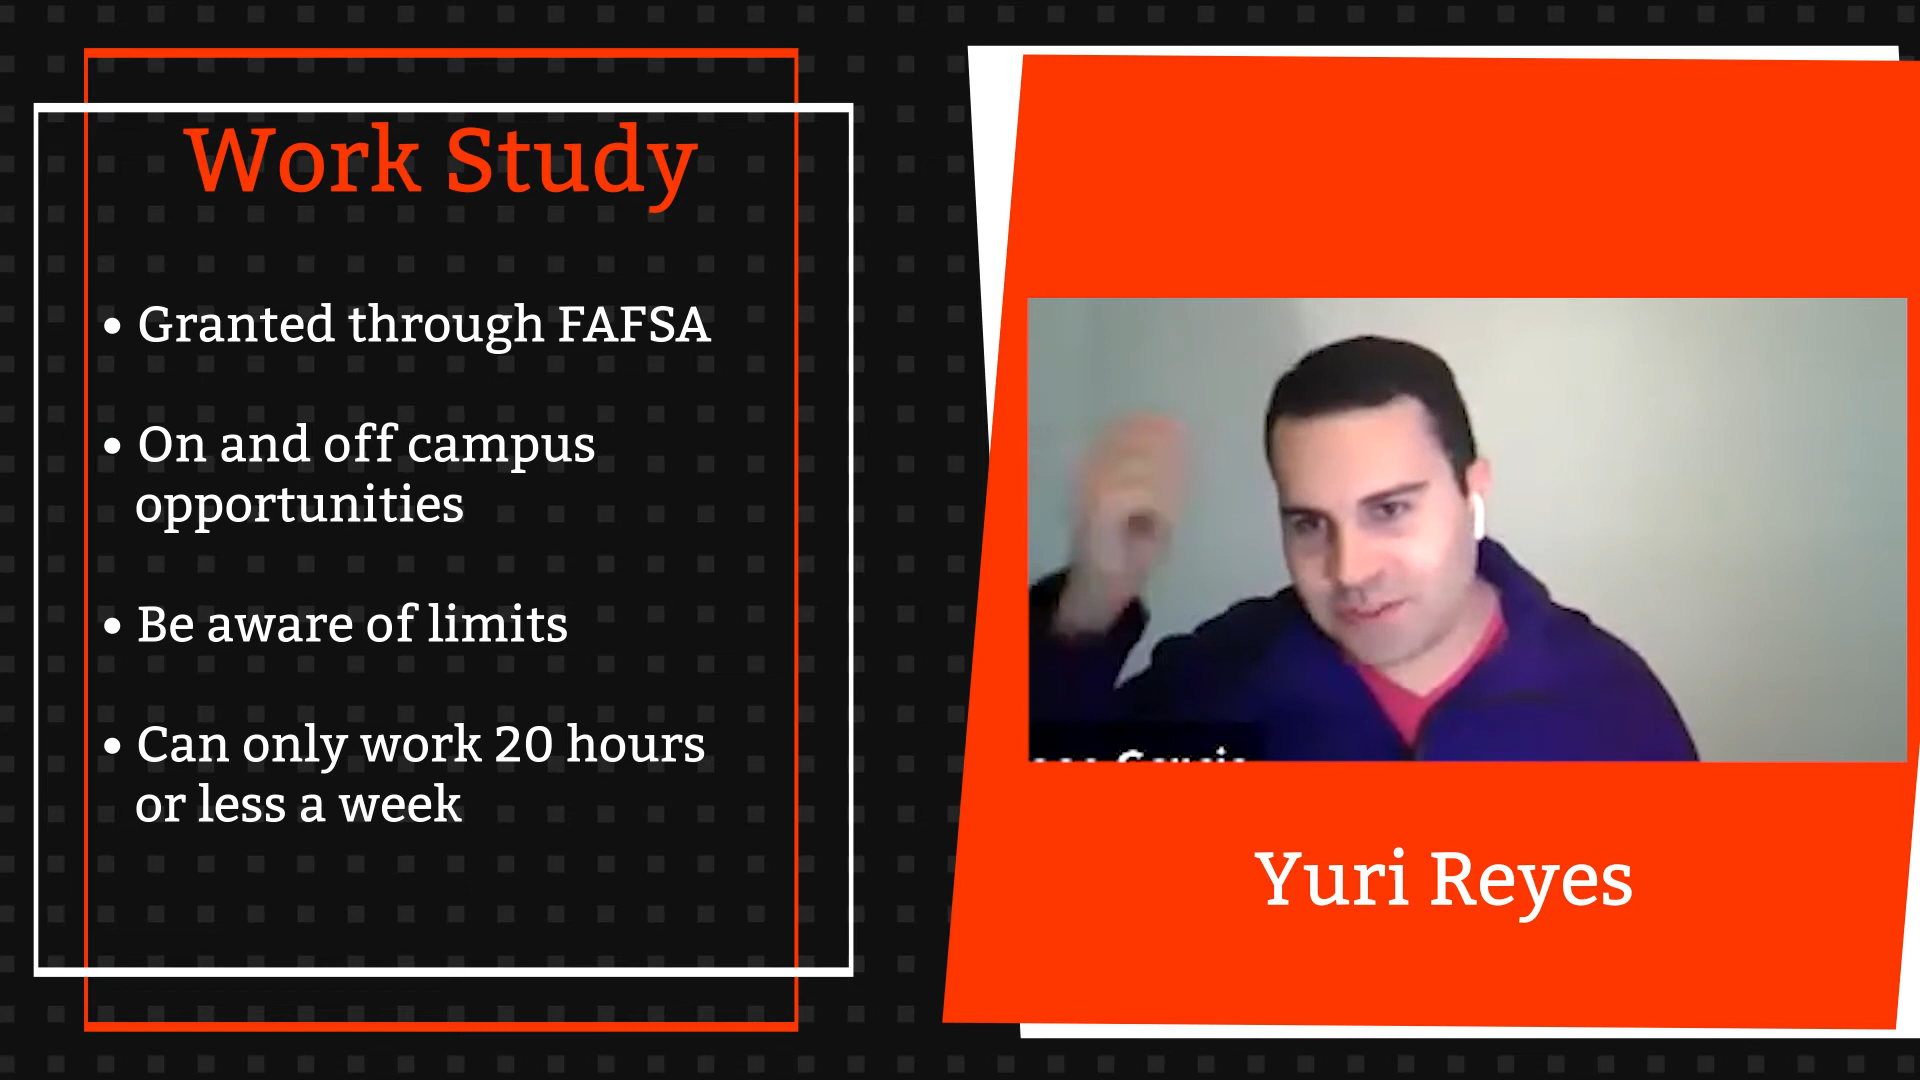 Work Study
• Granted through FAFSA
• On and off campus
opportunities
• Be aware of limits
• Can only work 20 hours
or less a week
Yuri Reyes